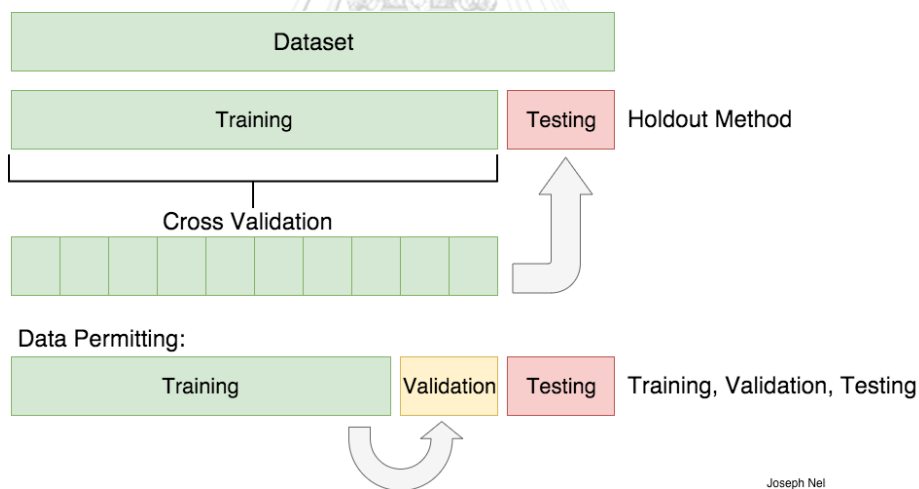 Dataset
Training Testing Holdout Method
Cross Validation
Data Permitting:
Training Validation Testing Training, Validation, Testing
Joseph Nel